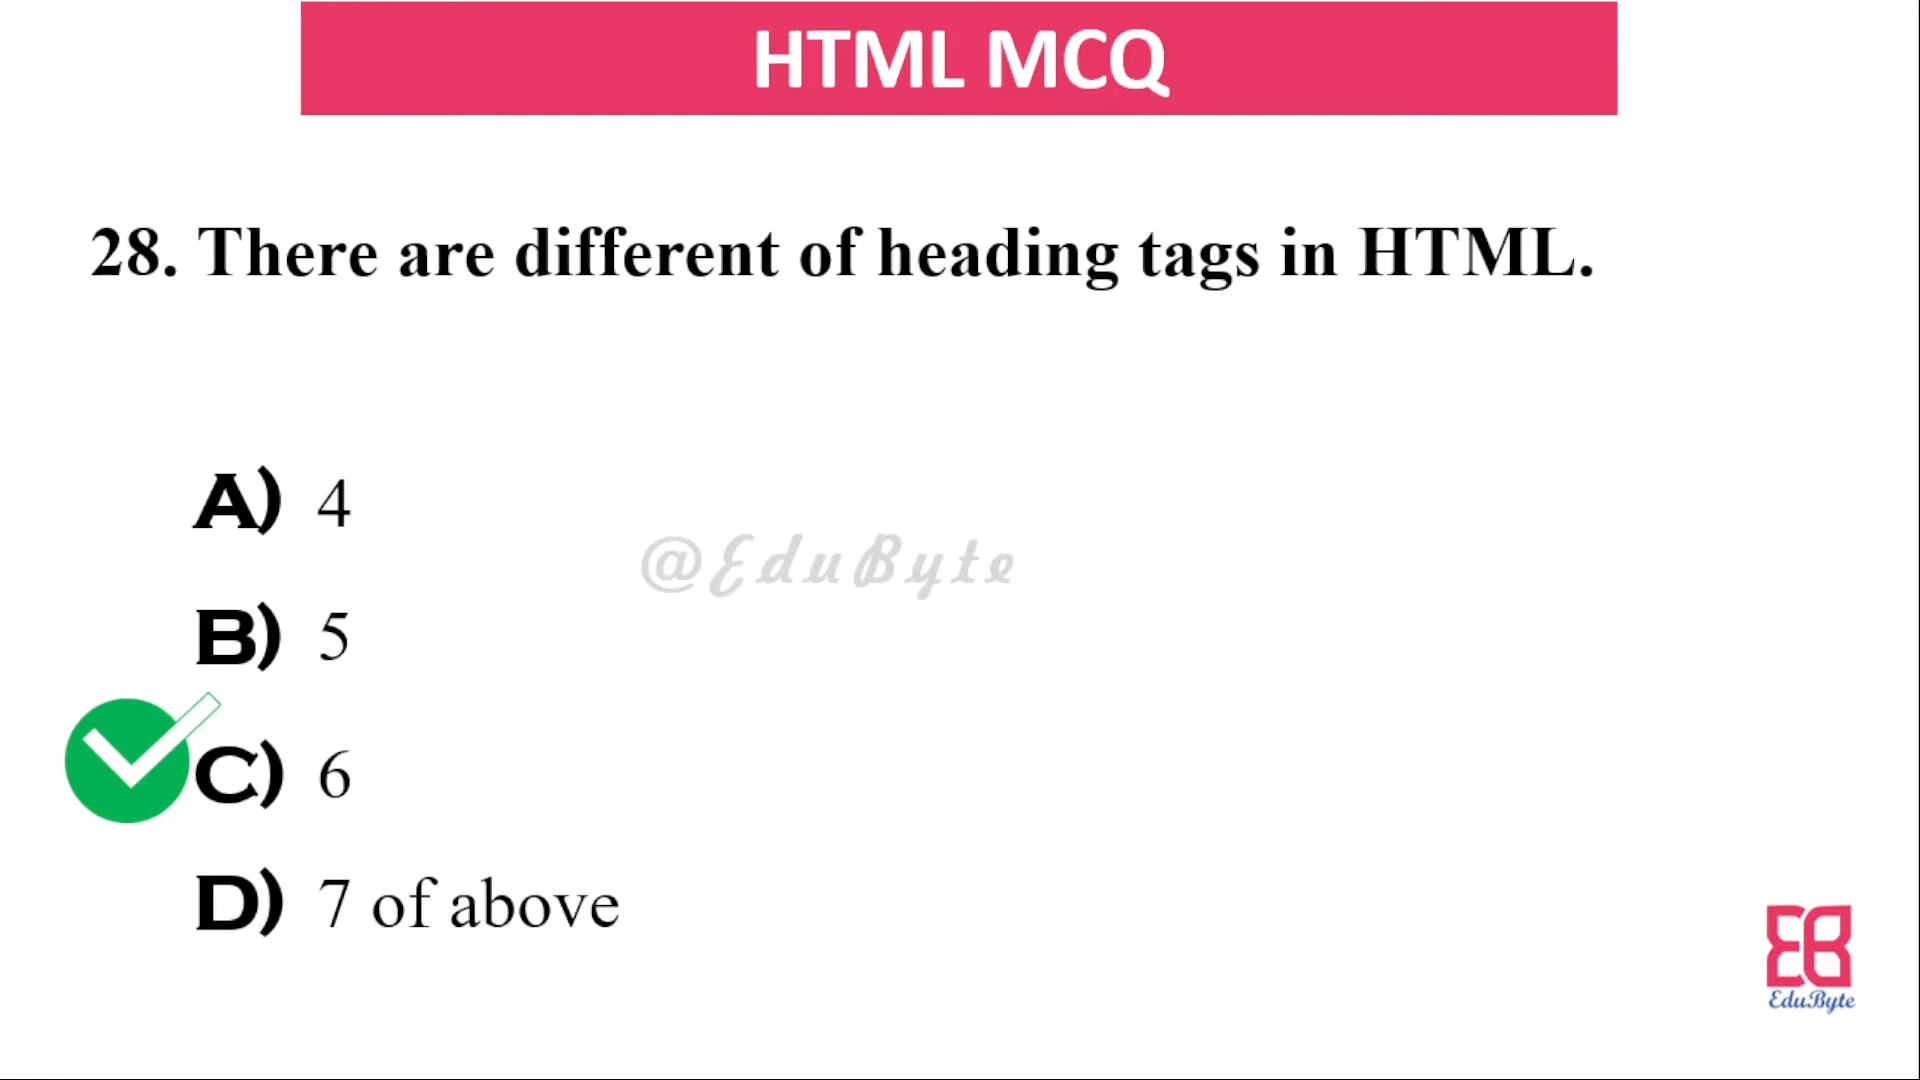 HTML MCQ
28. There are different of heading tags in HTML.
A) 4
@EduByte
B) 5
C) 6
D) 7 of above
EB
EduByte